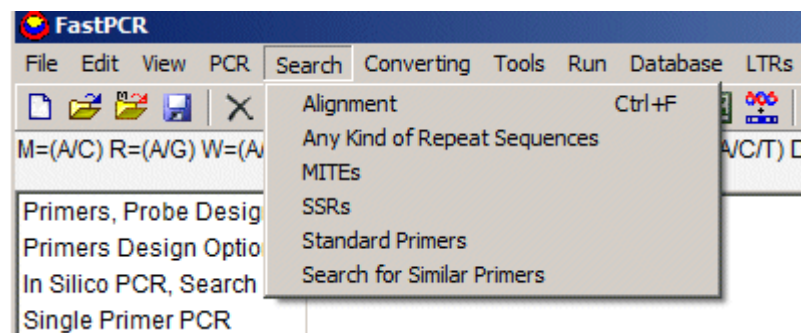 FastPCR
File Edit View PCR Search Converting Tools Run Database LTRs
Alignment Ctrl+F
M=(A/C) R=(A/G) W=(A/ A/C/T) D
Any Kind of Repeat Sequences
MITEs
SSRs
Standard Primers
Search for Similar Primers
Primers, Probe Desig
Primers Design Optio
In Silico PCR, Search
Single Primer PCR